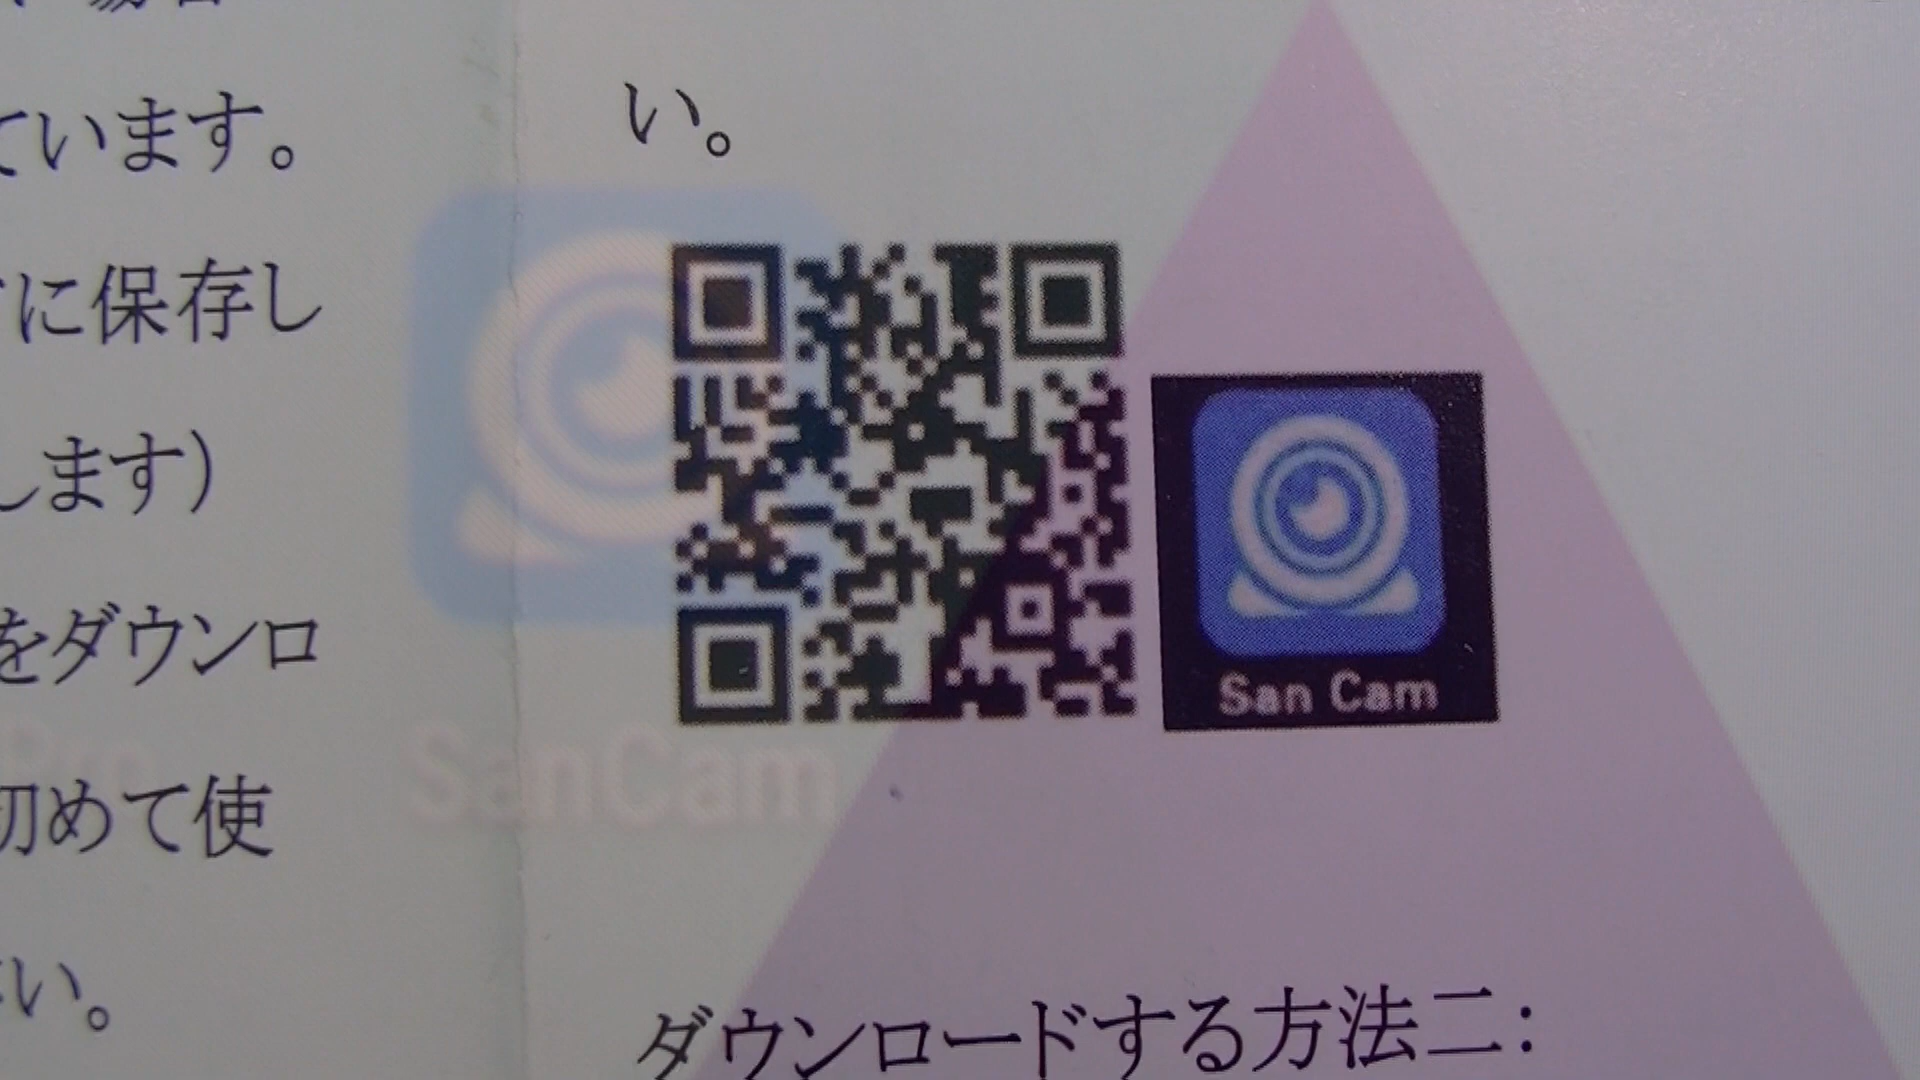 ています。
に保存し
します）
をダウンロ
初めて使
い。
い。
San Cam
SanCam
Pro
ダウンロードする方法二：